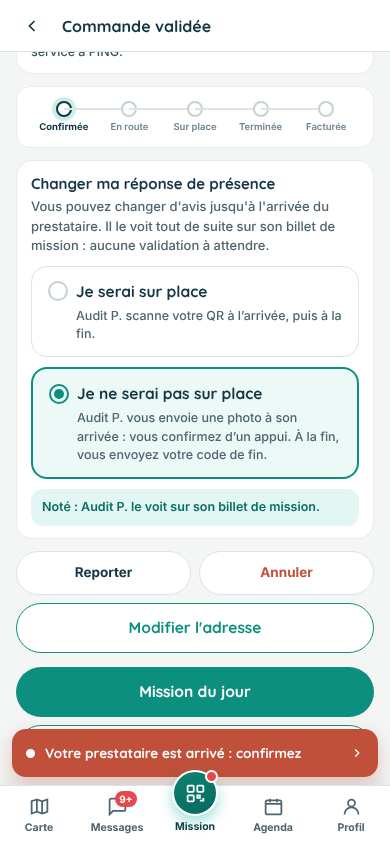 Commande validée
service à PING.
Confirmée En route Sur place Terminée Facturée
Changer ma réponse de présence
Vous pouvez changer d'avis jusqu'à l'arrivée du
prestataire. Il le voit tout de suite sur son billet de
mission : aucune validation à attendre.
Je serai sur place
Audit P. scanne votre QR à l'arrivée, puis à la
fin.
Je ne serai pas sur place
Audit P. vous envoie une photo à son
arrivée : vous confirmez d'un appui. À la fin,
vous envoyez votre code de fin.
Noté : Audit P. le voit sur son billet de mission.
Reporter Annuler
Modifier l'adresse
Mission du jour
Votre prestataire est arrivé : confirmez
9+
Carte Messages Mission Agenda Profil